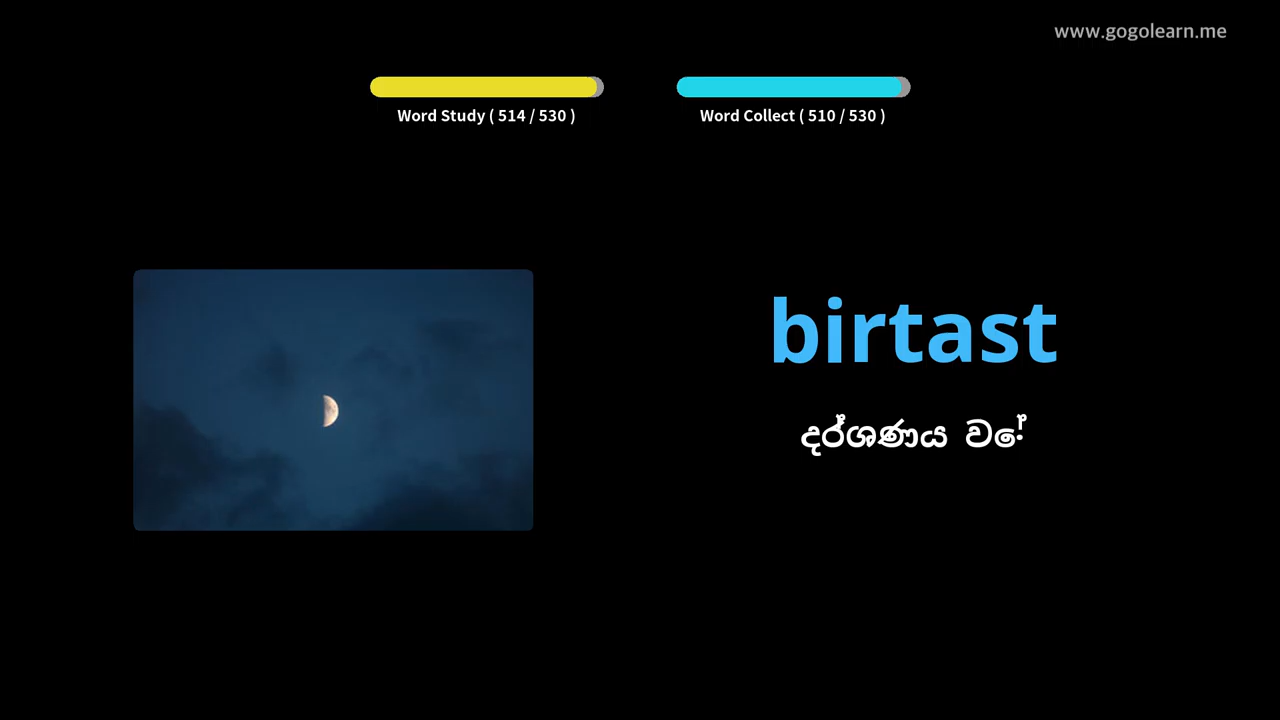 www.gogolearn.me
Word Study ( 514 / 530 )
Word Collect ( 510 / 530 )
birtast
දර්ශණය වේ.